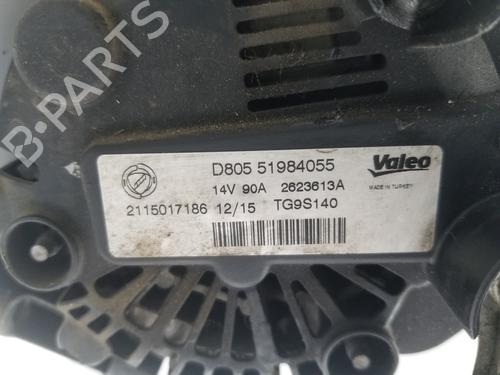 B-PARTS
D805 51984055
Valeo
14V 90A 2623613A
MADE IN TURKEY
2115017186 12/15 TG9S140